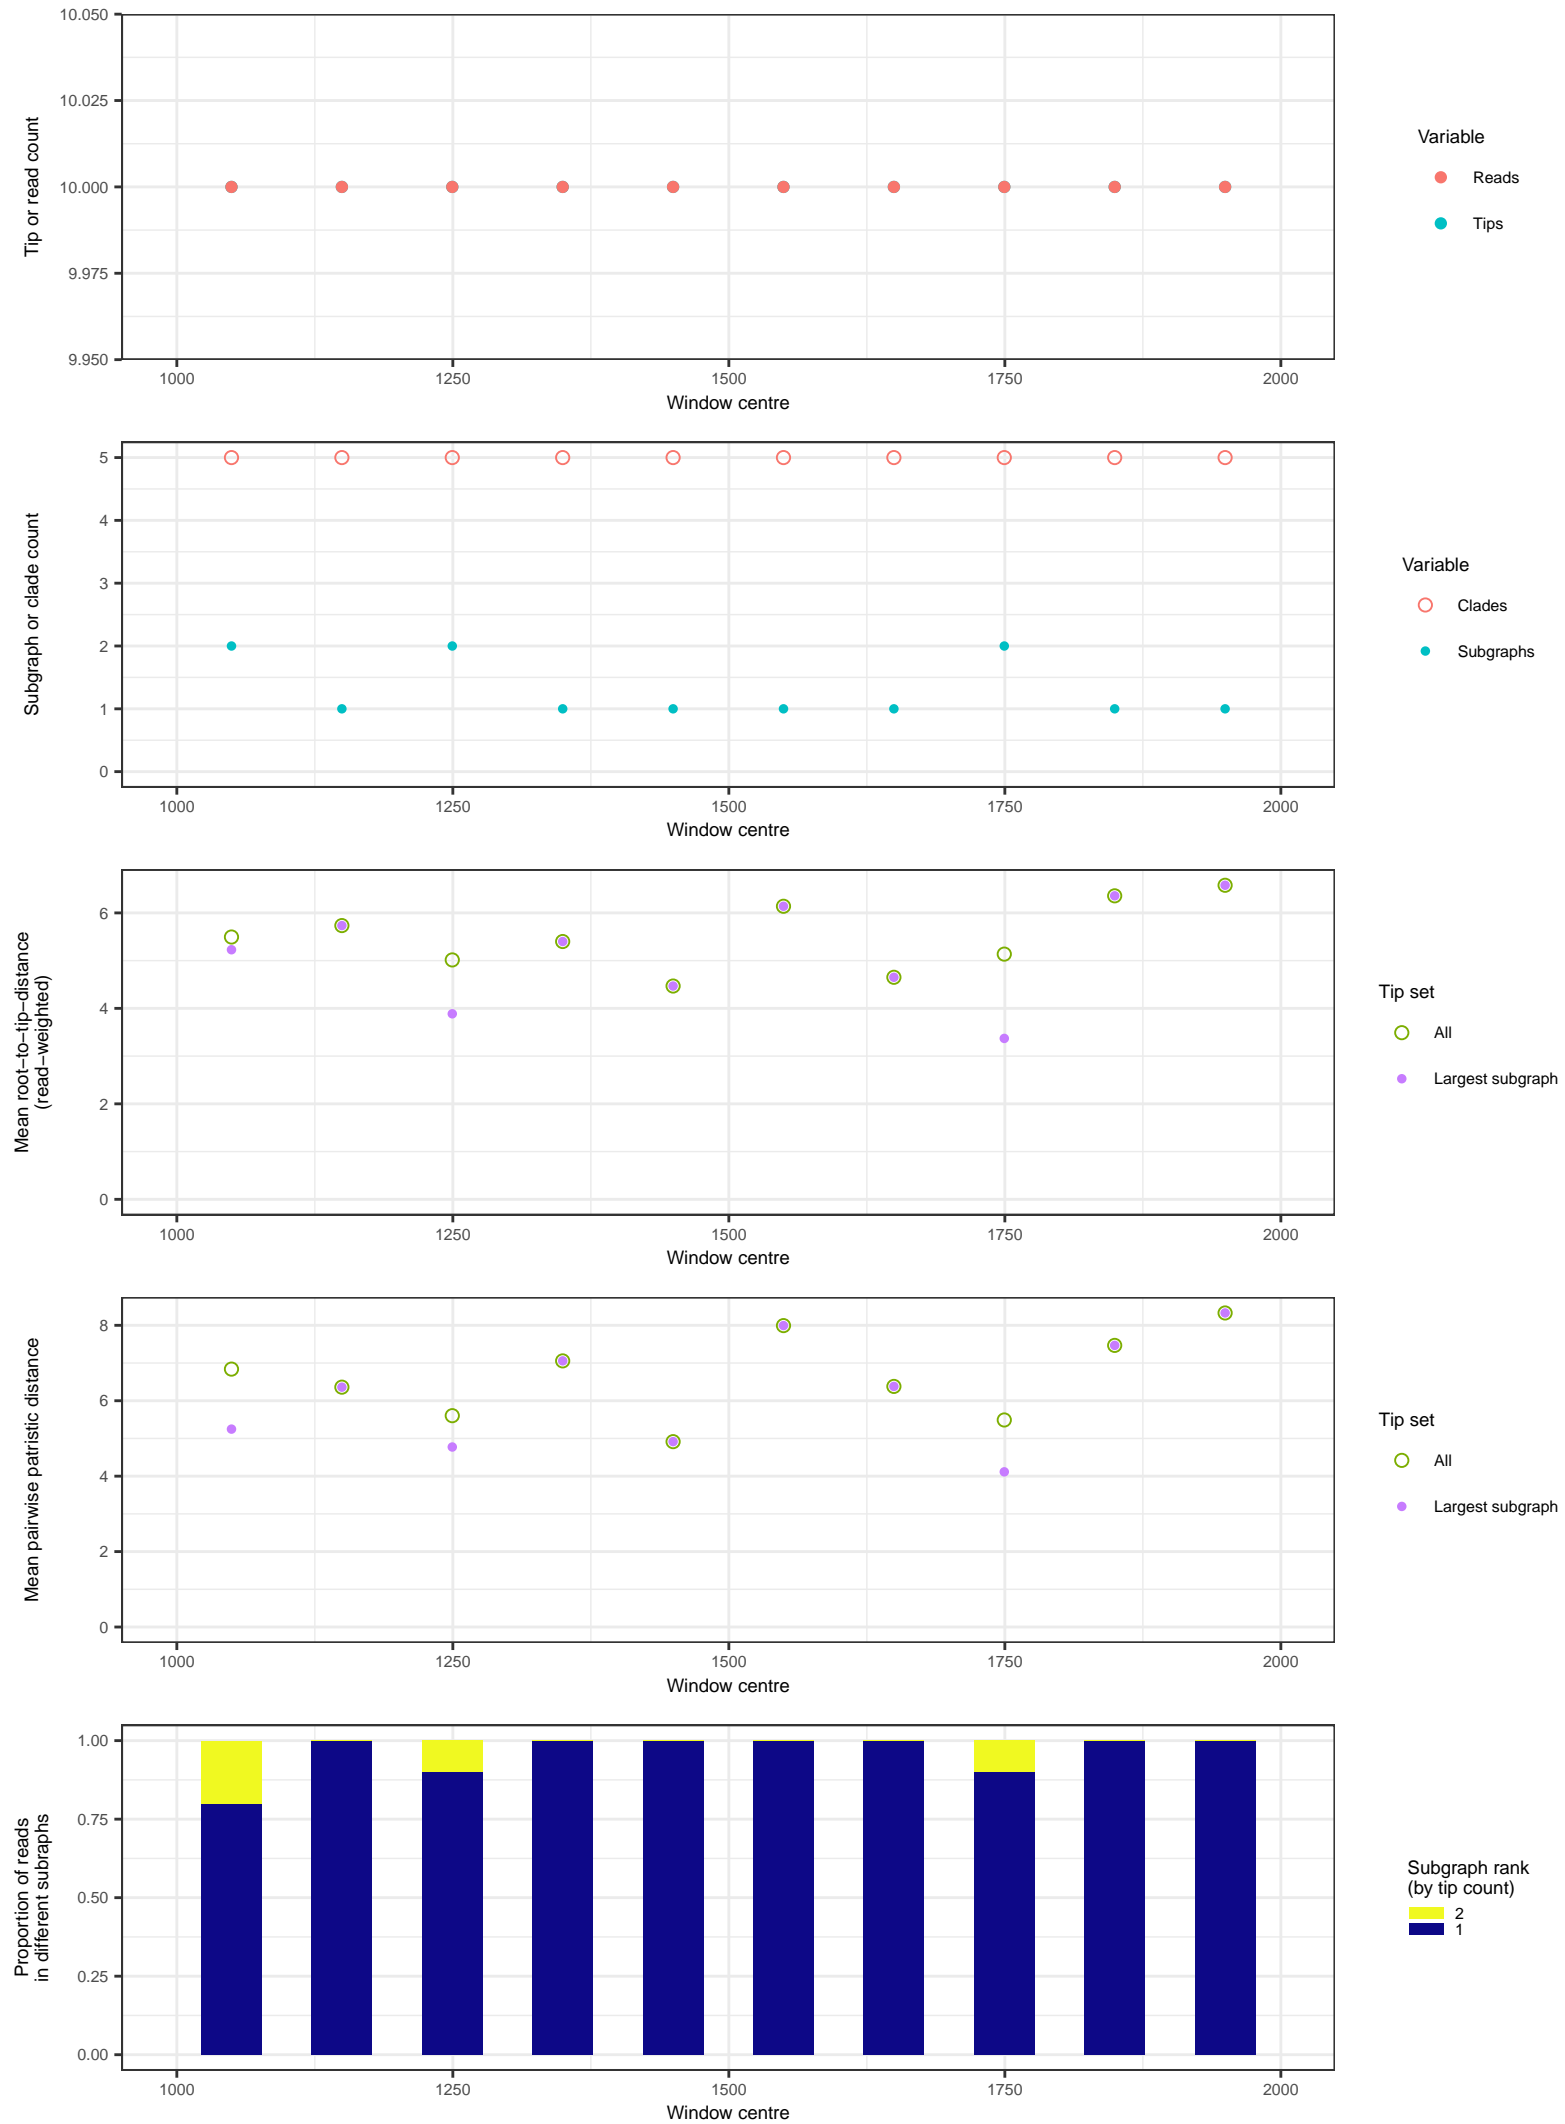 10.050
10.025
10.000
9.975
9.950
Tip or read count
1000 1250 1500 1750 2000
Window centre
Variable
Reads
Tips
5
4
3
2
1
0
Subgraph or clade count
1000 1250 1500 1750 2000
Window centre
Variable
Clades
Subgraphs
6
4
2
0
Mean root−to−tip−distance
(read−weighted)
1000 1250 1500 1750 2000
Window centre
Tip set
All
Largest subgraph
8
6
4
2
0
Mean pairwise patristic distance
1000 1250 1500 1750 2000
Window centre
Tip set
All
Largest subgraph
1.00
0.75
0.50
0.25
0.00
Proportion of reads
in different subraphs
1000 1250 1500 1750 2000
Window centre
Subgraph rank
(by tip count)
2
1